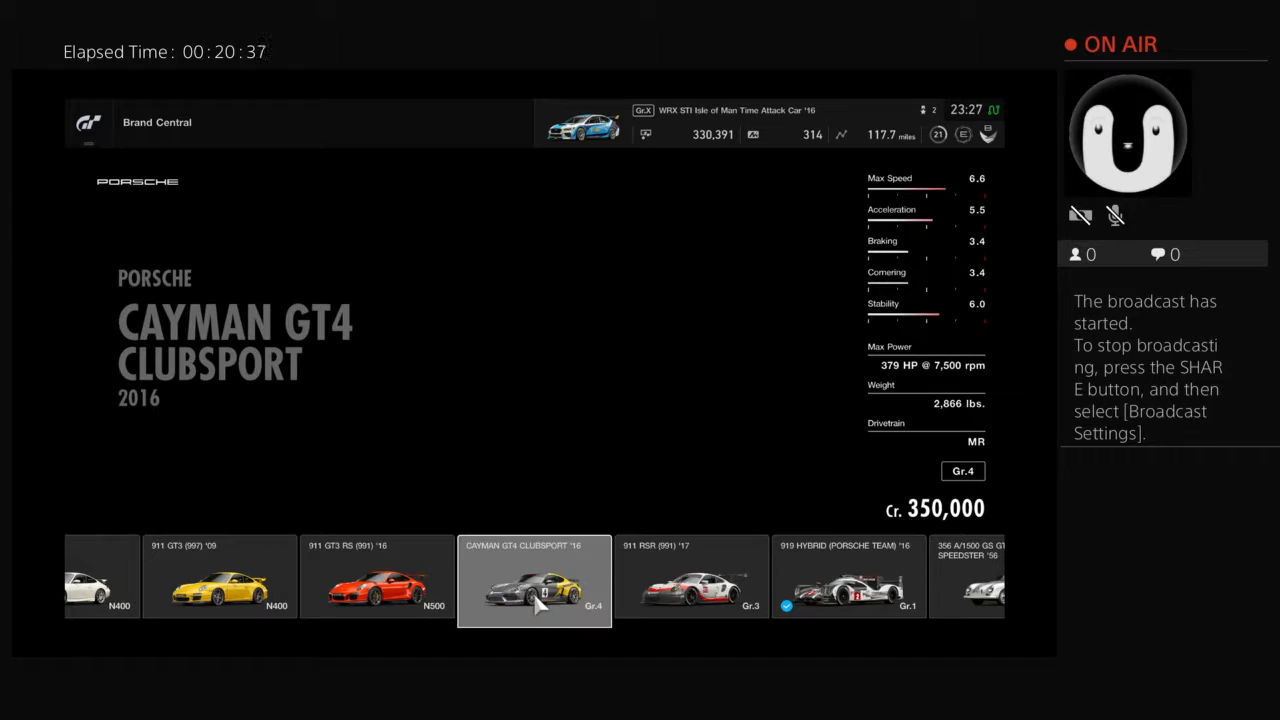 Elapsed Time: 00:20:37
ON AIR
Brand Central
Gr.X WRX STI Isle of Man Time Attack Car '16
2 23:27
330,391 314 117.7 miles 21 E B
PORSCHE
PORSCHE
CAYMAN GT4
CLUBSPORT
2016
Max Speed 6.6
Acceleration 5.5
Braking 3.4
Cornering 3.4
Stability 6.0
Max Power
379 HP @ 7,500 rpm
Weight
2,866 lbs.
Drivetrain
MR
Gr.4
Cr. 350,000
N400
911 GT3 (997) '09
N400
911 GT3 RS (991) '16
N500
CAYMAN GT4 CLUBSPORT '16
4
Gr.4
911 RSR (991) '17
Gr.3
919 HYBRID (PORSCHE TEAM) '16
Gr.1
356 A/1500 GS GT
SPEEDSTER '56
0 0
The broadcast has
started.
To stop broadcasti
ng, press the SHAR
E button, and then
select [Broadcast
Settings].